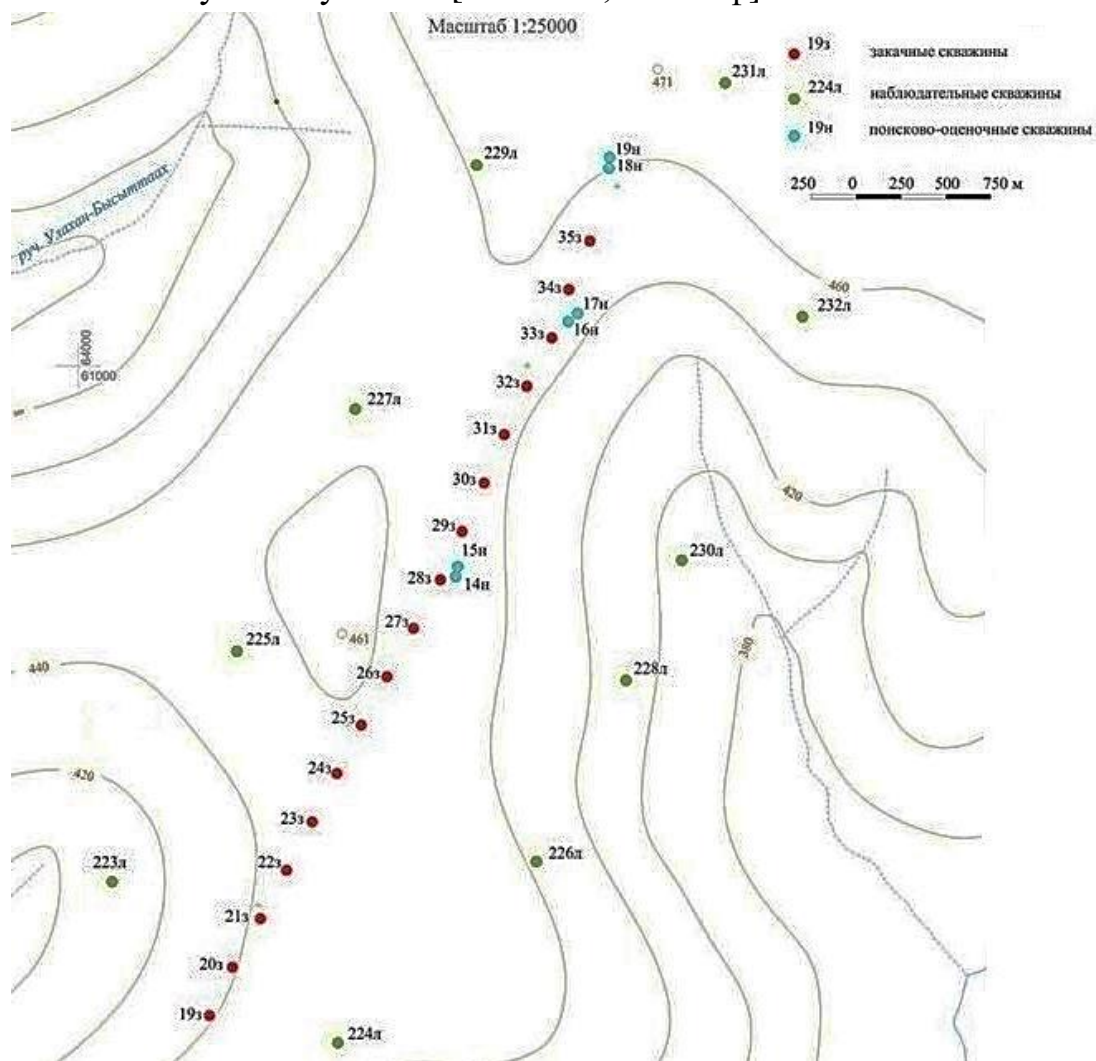 Масштаб 1:25000
19з закачные скважины
224л наблюдательные скважины
19н поисково-оценочные скважины
250 0 250 500 750 м
471
231л
229л
19н
18н
руч. Улахан-Бысыттаах
35з
34з
17н
16н
33з
460
232л
64000
61000
32з
227л
31з
30з
420
29з
15н
28з
14н
230л
27з
461
225л
380
440
26з
228л
25з
420
24з
23з
223л
22з
226л
21з
20з
19з
224л